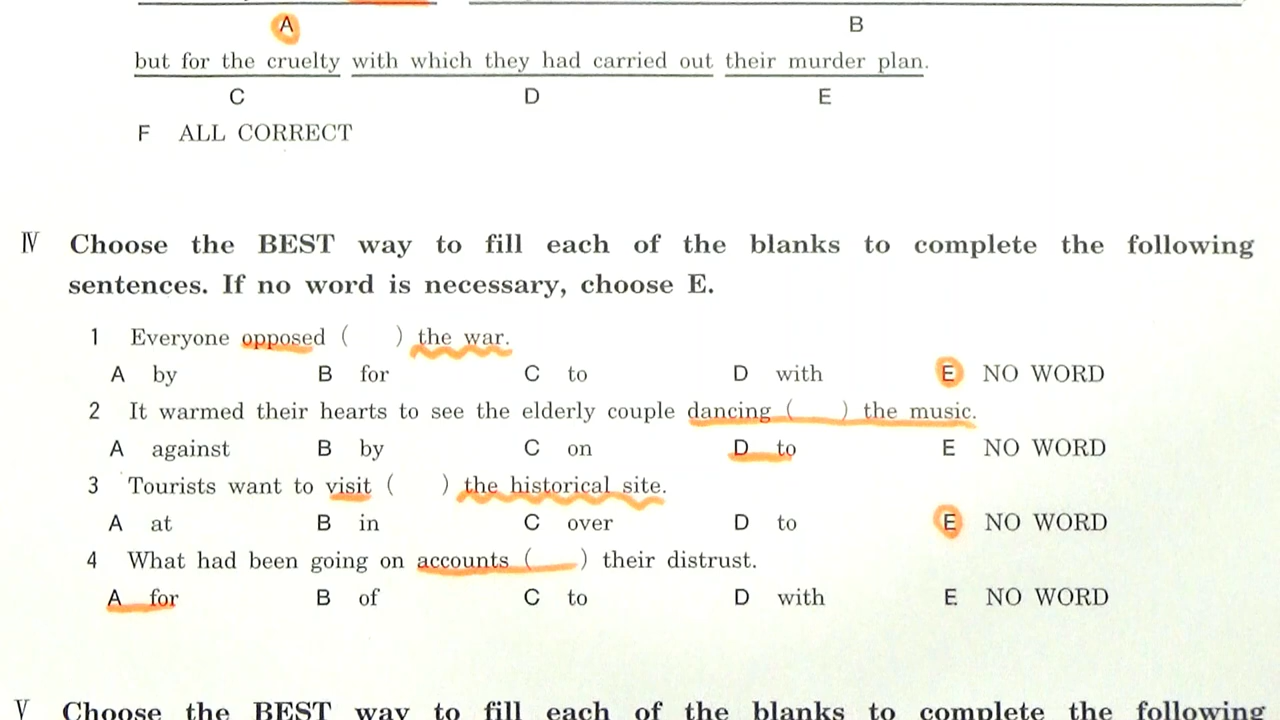 A B
but for the cruelty with which they had carried out their murder plan.
C D E
F ALL CORRECT
Ⅳ Choose the BEST way to fill each of the blanks to complete the following
sentences. If no word is necessary, choose E.
1 Everyone opposed ( ) the war.
A by B for C to D with E NO WORD
2 It warmed their hearts to see the elderly couple dancing ( ) the music.
A against B by C on D to E NO WORD
3 Tourists want to visit ( ) the historical site.
A at B in C over D to E NO WORD
4 What had been going on accounts ( ) their distrust.
A for B of C to D with E NO WORD
Ⅴ Choose the BEST way to fill each of the blanks to complete the following